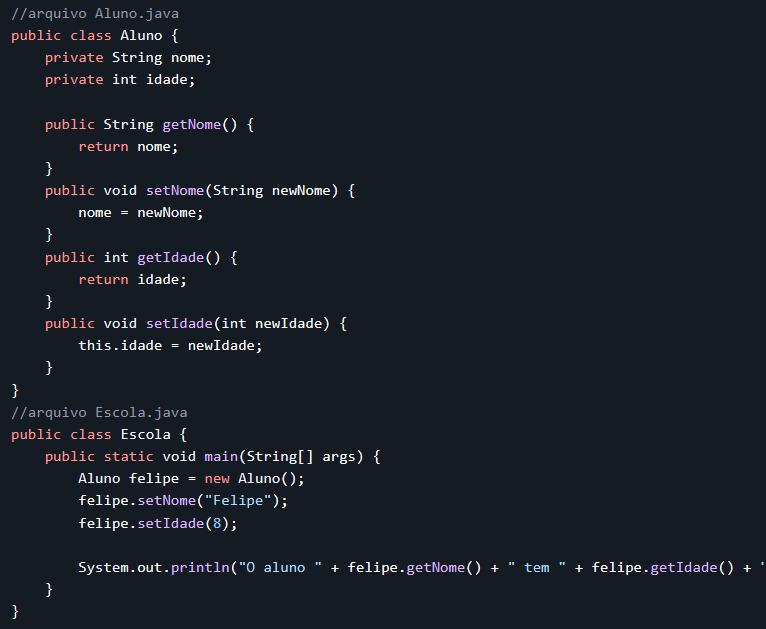 //arquivo Aluno.java
public class Aluno {
    private String nome;
    private int idade;

    public String getNome() {
        return nome;
    }
    public void setNome(String newNome) {
        nome = newNome;
    }
    public int getIdade() {
        return idade;
    }
    public void setIdade(int newIdade) {
        this.idade = newIdade;
    }
}
//arquivo Escola.java
public class Escola {
    public static void main(String[] args) {
        Aluno felipe = new Aluno();
        felipe.setNome("Felipe");
        felipe.setIdade(8);

        System.out.println("O aluno " + felipe.getNome() + " tem " + felipe.getIdade() + "
    }
}